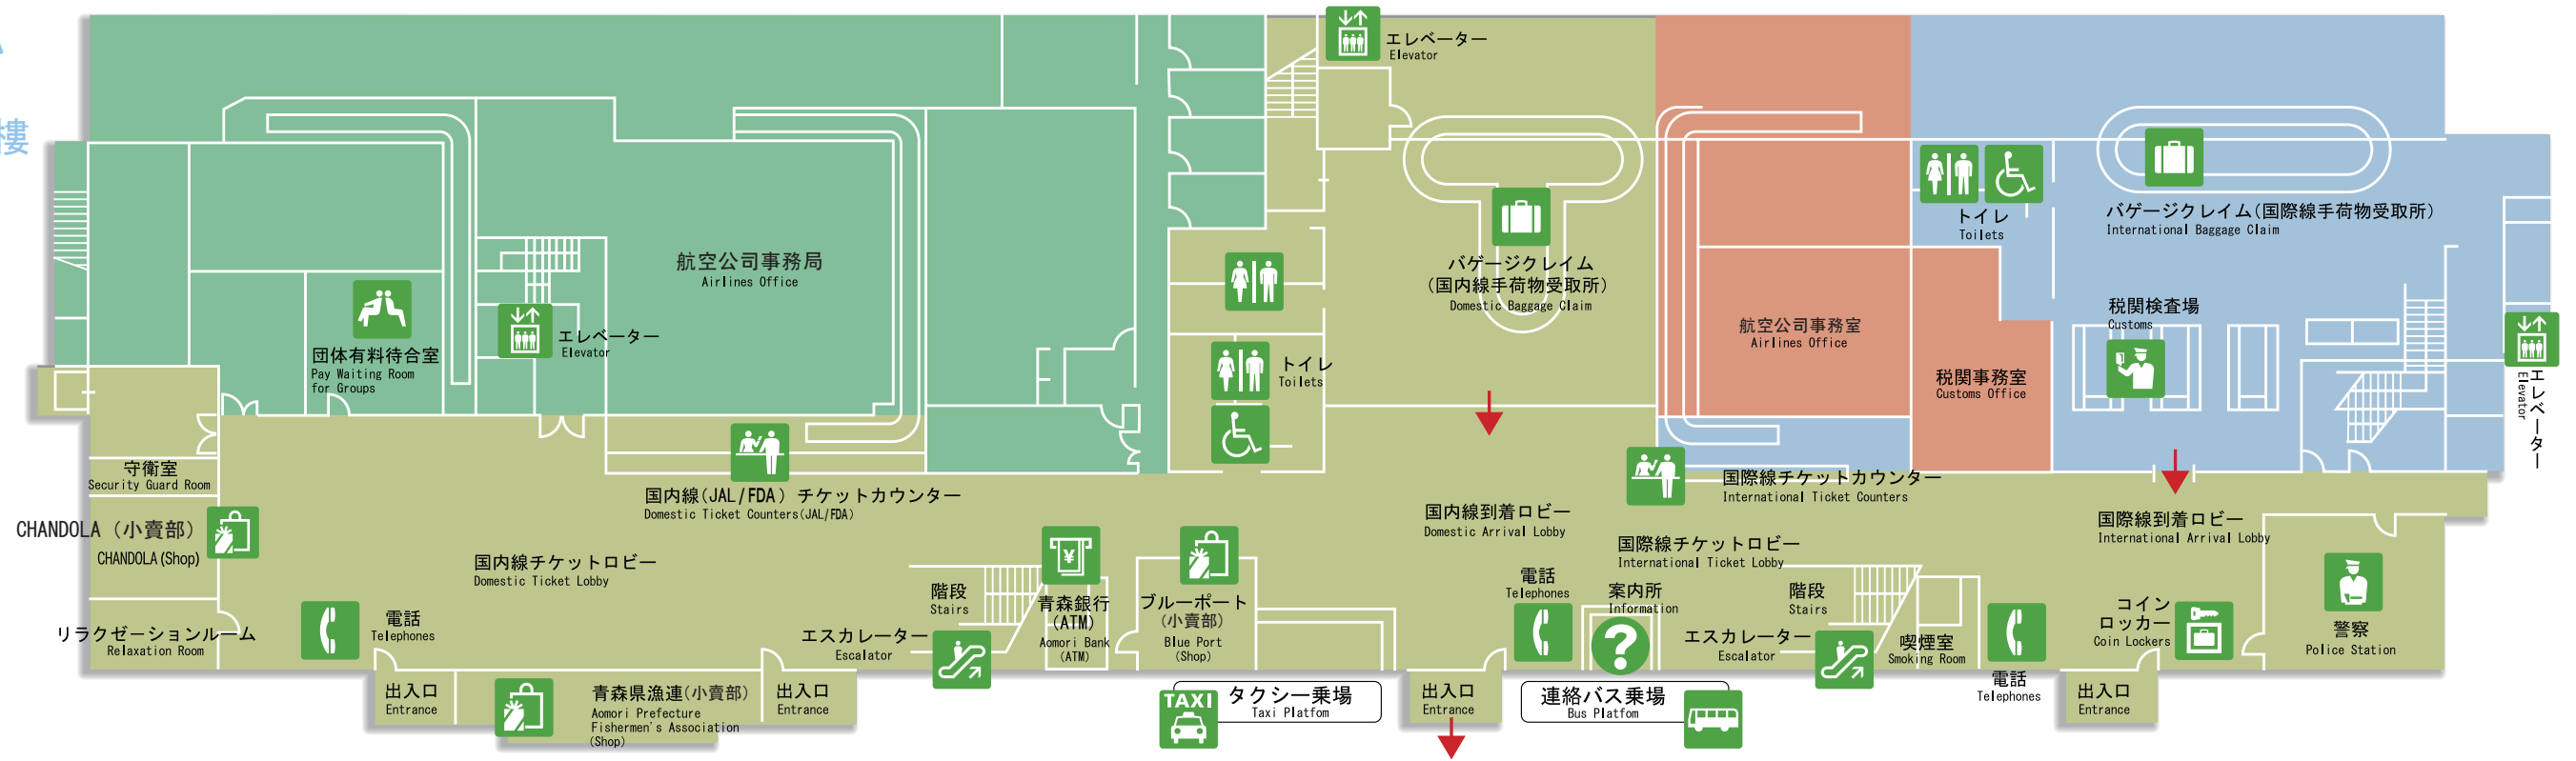 樓
エレベーター
Elevator
トイレ
Toilets
バゲージクレイム(国際線手荷物受取所)
International Baggage Claim
航空公司事務局
Airlines Office
バゲージクレイム
(国内線手荷物受取所)
Domestic Baggage Claim
税関検査場
Customs
航空公司事務室
Airlines Office
団体有料待合室
Pay Waiting Room
for Groups
エレベーター
Elevator
トイレ
Toilets
税関事務室
Customs Office
エレベーター
Elevator
守衛室
Security Guard Room
国内線(JAL/FDA) チケットカウンター
Domestic Ticket Counters(JAL/FDA)
国際線チケットカウンター
International Ticket Counters
CHANDOLA (小賣部)
CHANDOLA(Shop)
国内線到着ロビー
Domestic Arrival Lobby
国際線到着ロビー
International Arrival Lobby
国内線チケットロビー
Domestic Ticket Lobby
国際線チケットロビー
International Ticket Lobby
¥
階段
Stairs
青森銀行
(ATM)
Aomori Bank
(ATM)
ブルーポート
(小賣部)
Blue Port
(Shop)
電話
Telephones
案内所
Information
?
階段
Stairs
コイン
ロッカー
Coin Lockers
警察
Police Station
リラクゼーションルーム
Relaxation Room
電話
Telephones
エスカレーター
Escalator
エスカレーター
Escalator
喫煙室
Smoking Room
電話
Telephones
出入口
Entrance
青森県漁連(小賣部)
Aomori Prefecture
Fishermen's Association
(Shop)
出入口
Entrance
TAXI
タクシー乗場
Taxi Platfom
出入口
Entrance
連絡バス乗場
Bus Platfom
出入口
Entrance